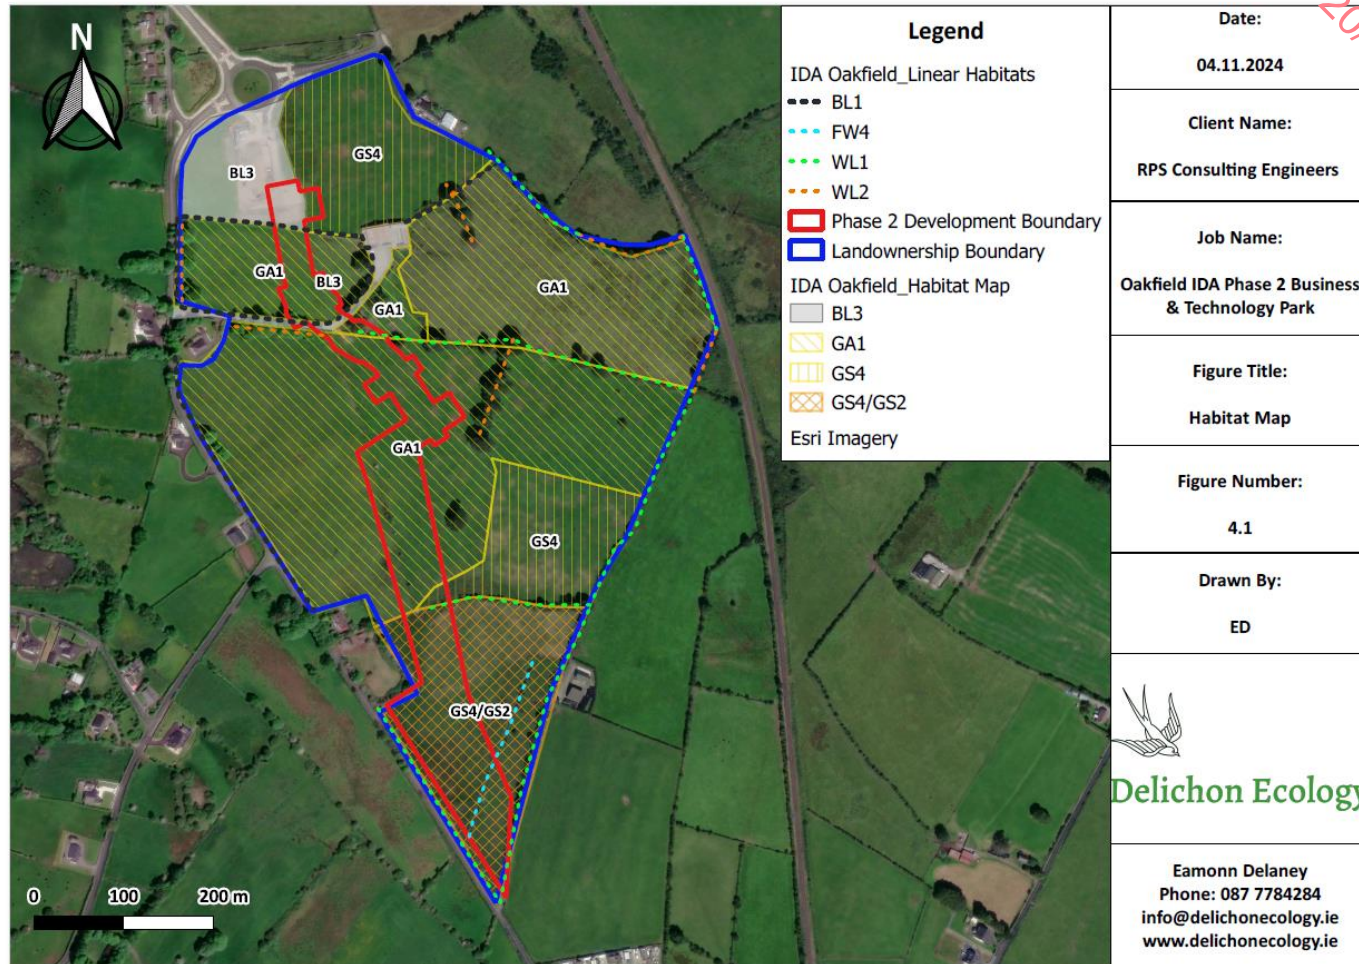 N
BL3
GS4
GA1
BL3
GA1
GA1
GA1
GS4
GS4/GS2
0 100 200 m
Legend
IDA Oakfield_Linear Habitats
BL1
FW4
WL1
WL2
Phase 2 Development Boundary
Landownership Boundary
IDA Oakfield_Habitat Map
BL3
GA1
GS4
GS4/GS2
Esri Imagery
Date:
04.11.2024
Client Name:
RPS Consulting Engineers
Job Name:
Oakfield IDA Phase 2 Business
& Technology Park
Figure Title:
Habitat Map
Figure Number:
4.1
Drawn By:
ED
Delichon Ecology
Eamonn Delaney
Phone: 087 7784284
info@delichonecology.ie
www.delichonecology.ie